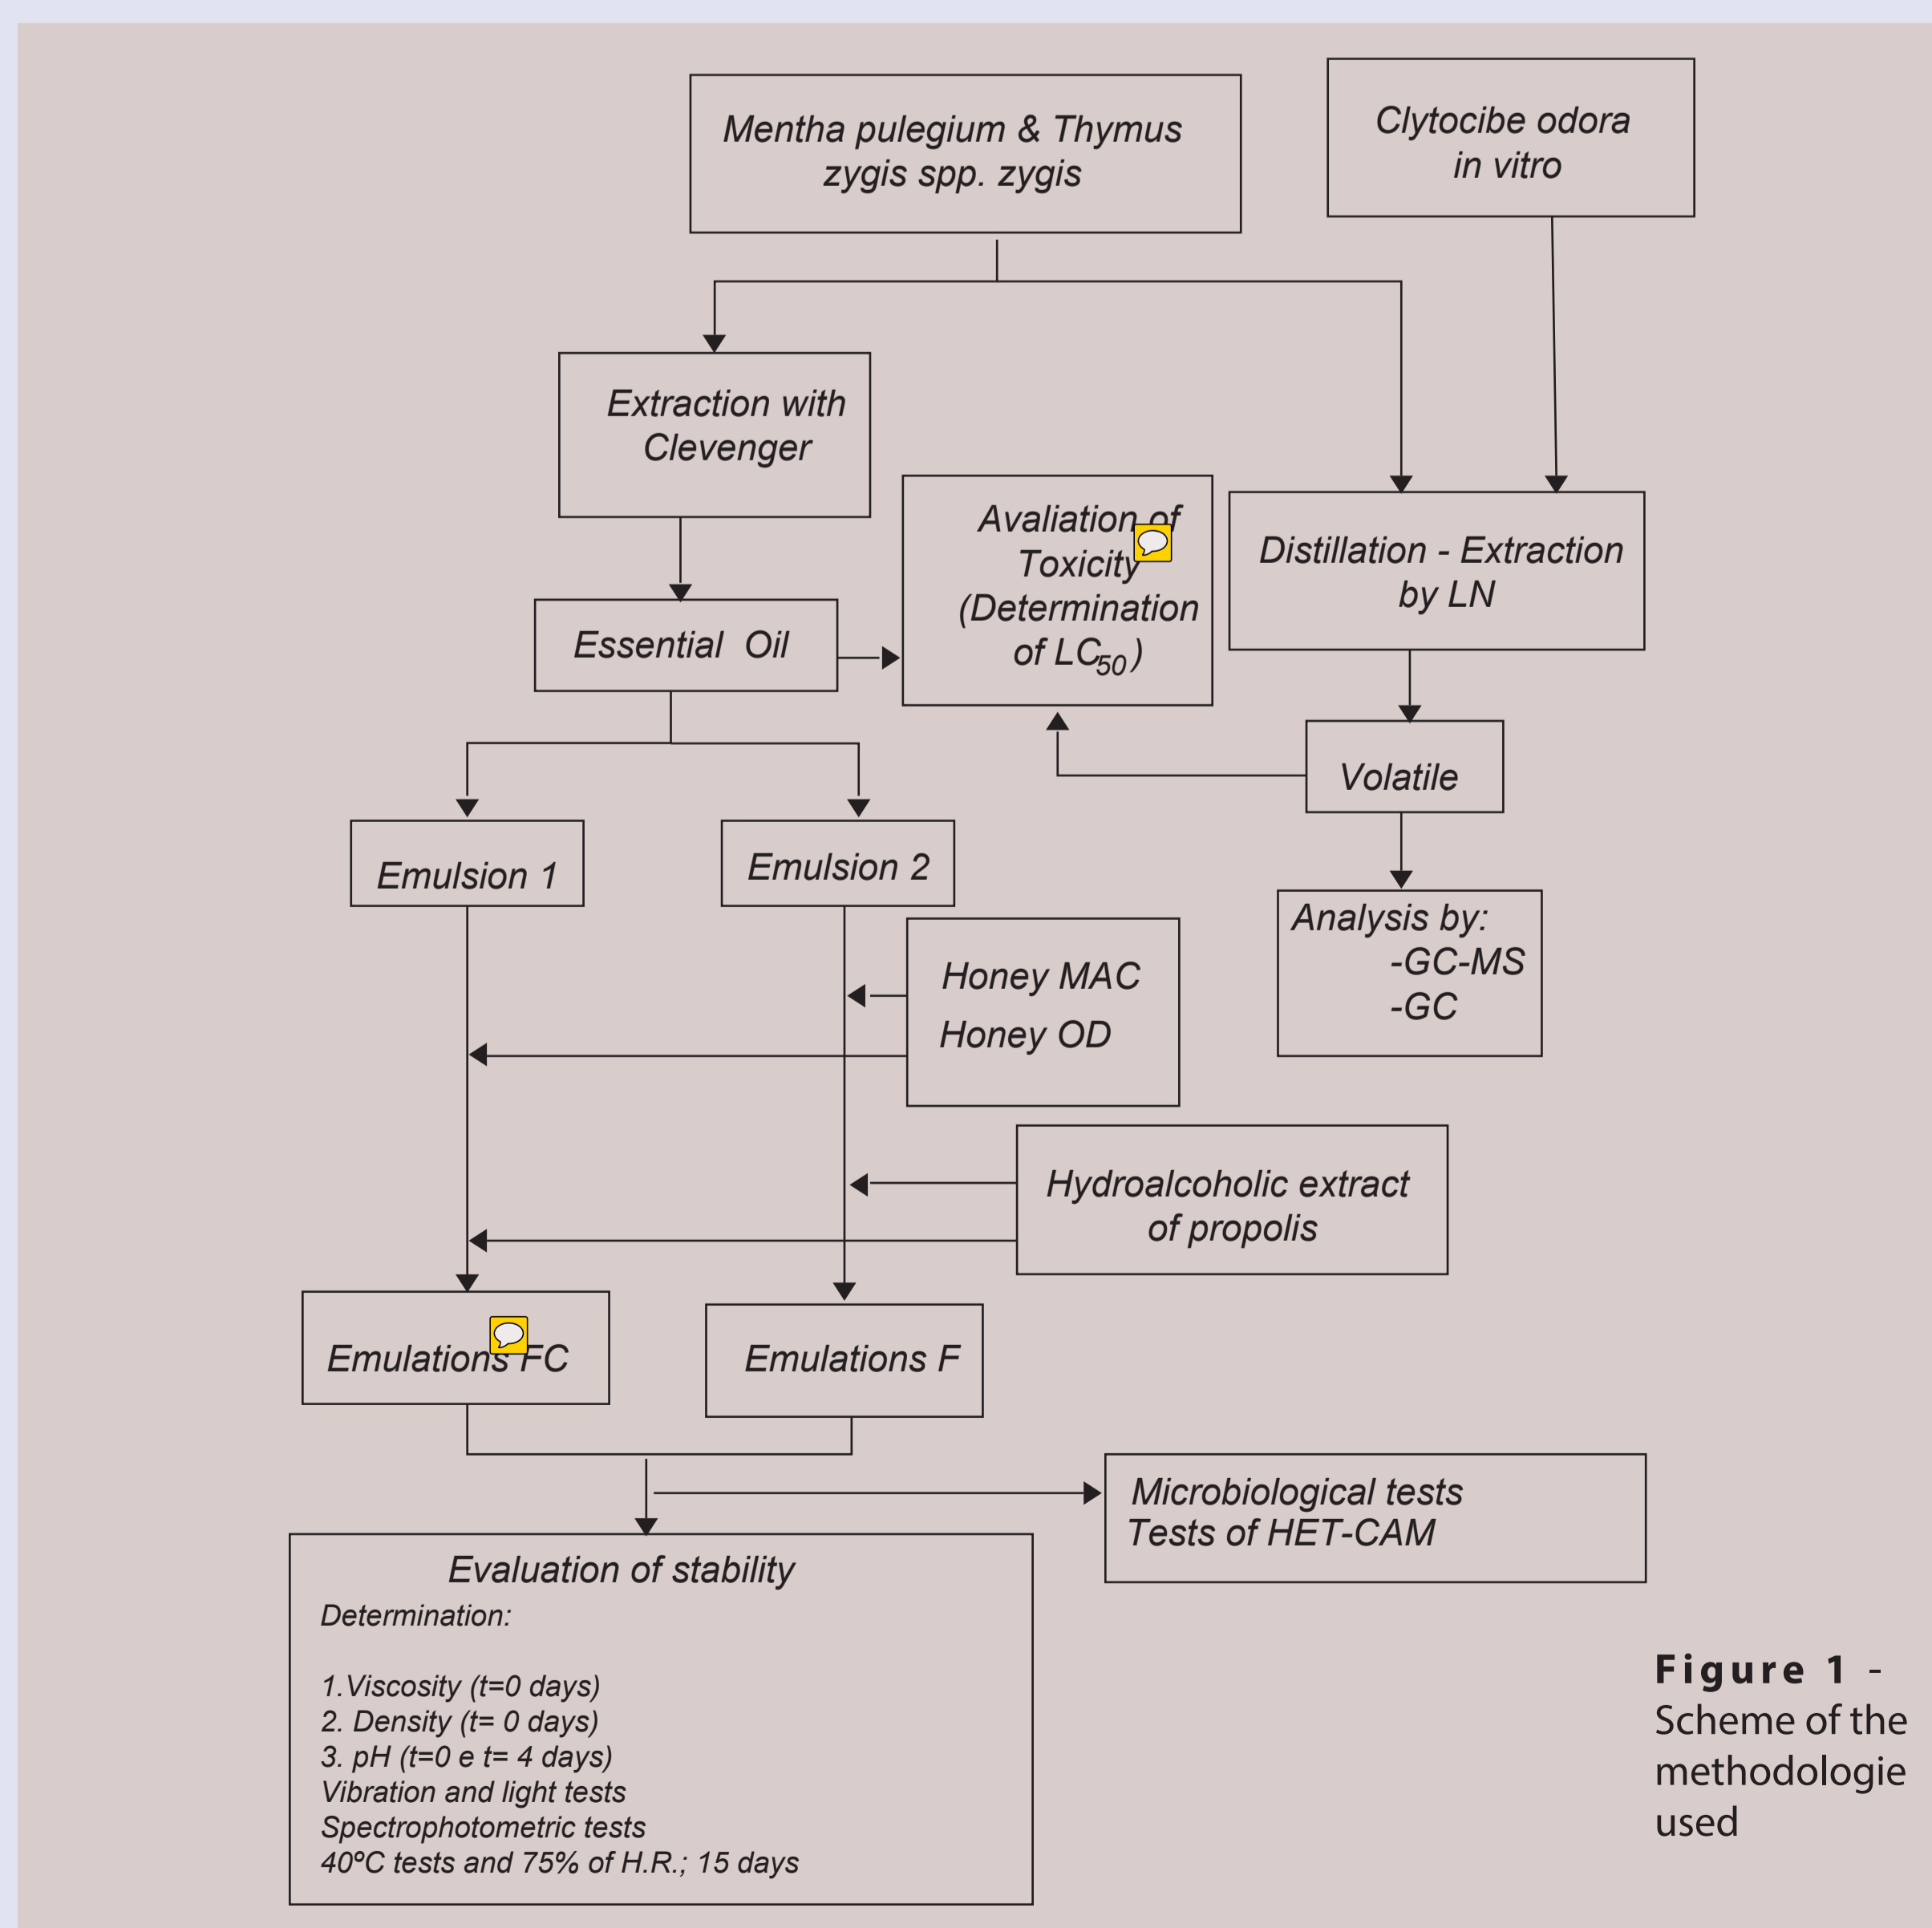 Mentha pulegium & Thymus
zygis spp. zygis
Clytocibe odora
in vitro
Extraction with
Clevenger
Avaliation of
Toxicity
(Determination
of LC50)
Distillation - Extraction
by LN
Essential Oil
Volatile
Emulsion 1
Emulsion 2
Analysis by:
-GC-MS
-GC
Honey MAC
Honey OD
Hydroalcoholic extract
of propolis
Emulations FC
Emulations F
Microbiological tests
Tests of HET-CAM
Evaluation of stability
Determination:
1.Viscosity (t=0 days)
2. Density (t= 0 days)
3. pH (t=0 e t= 4 days)
Vibration and light tests
Spectrophotometric tests
40ºC tests and 75% of H.R.; 15 days
Figure 1 -
Scheme of the
methodologie
used